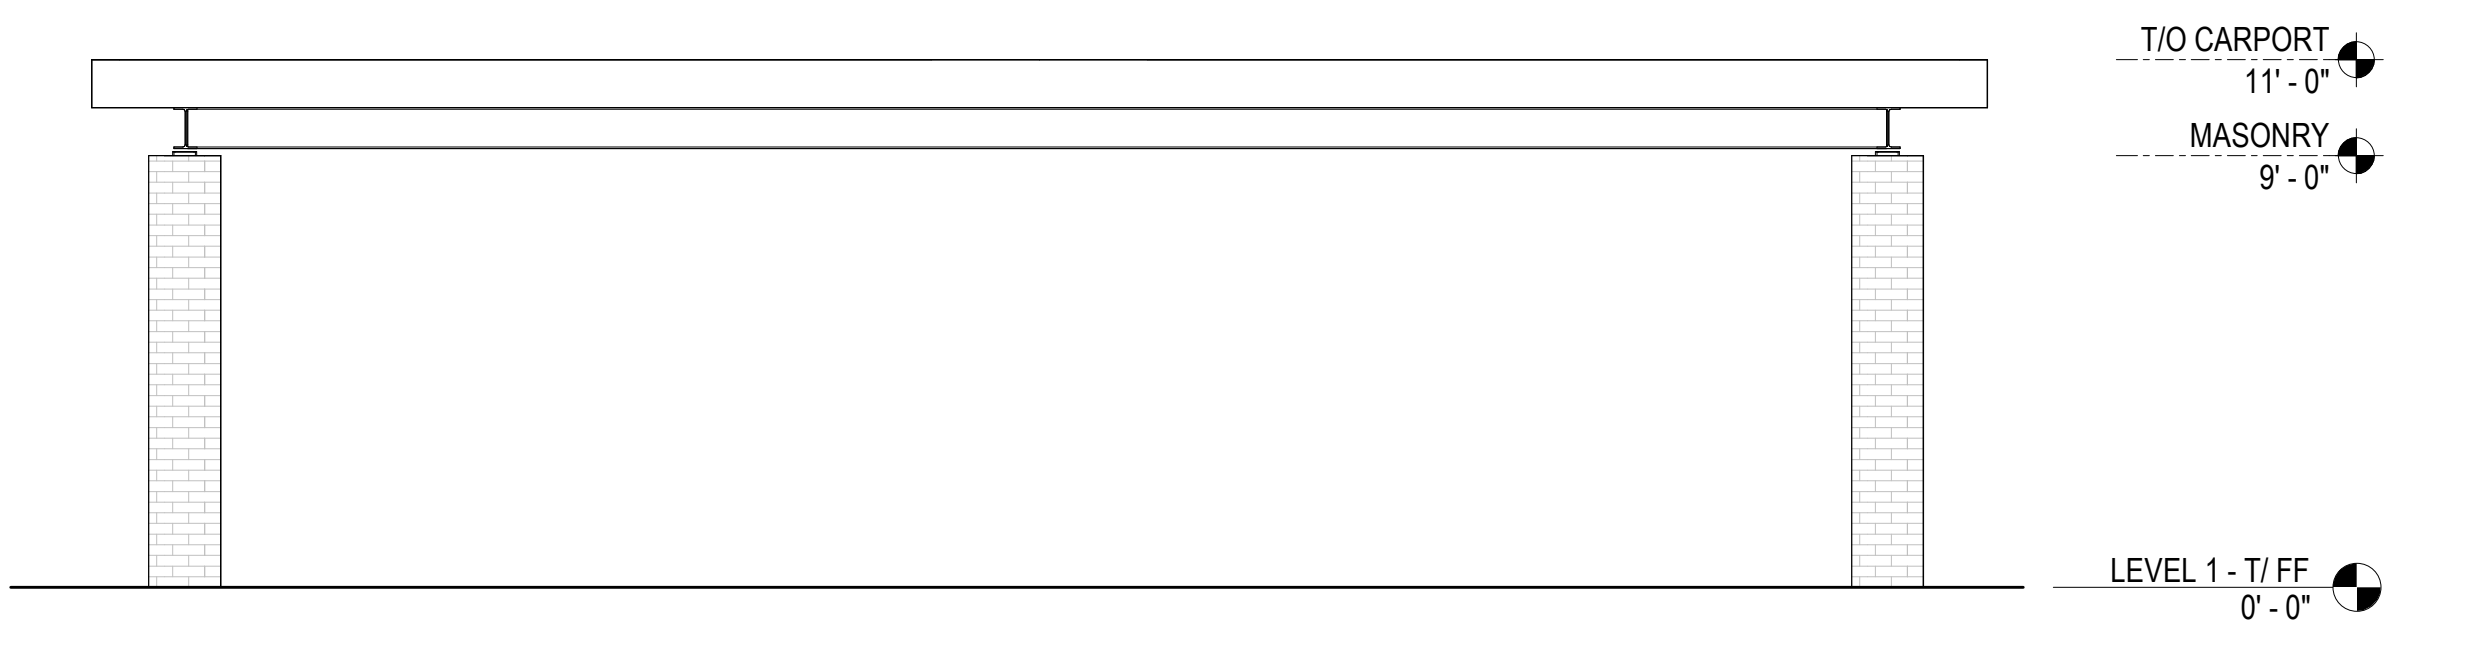 T/O CARPORT
11' - 0"
MASONRY
9' - 0"
LEVEL 1 - T/ FF
0' - 0"